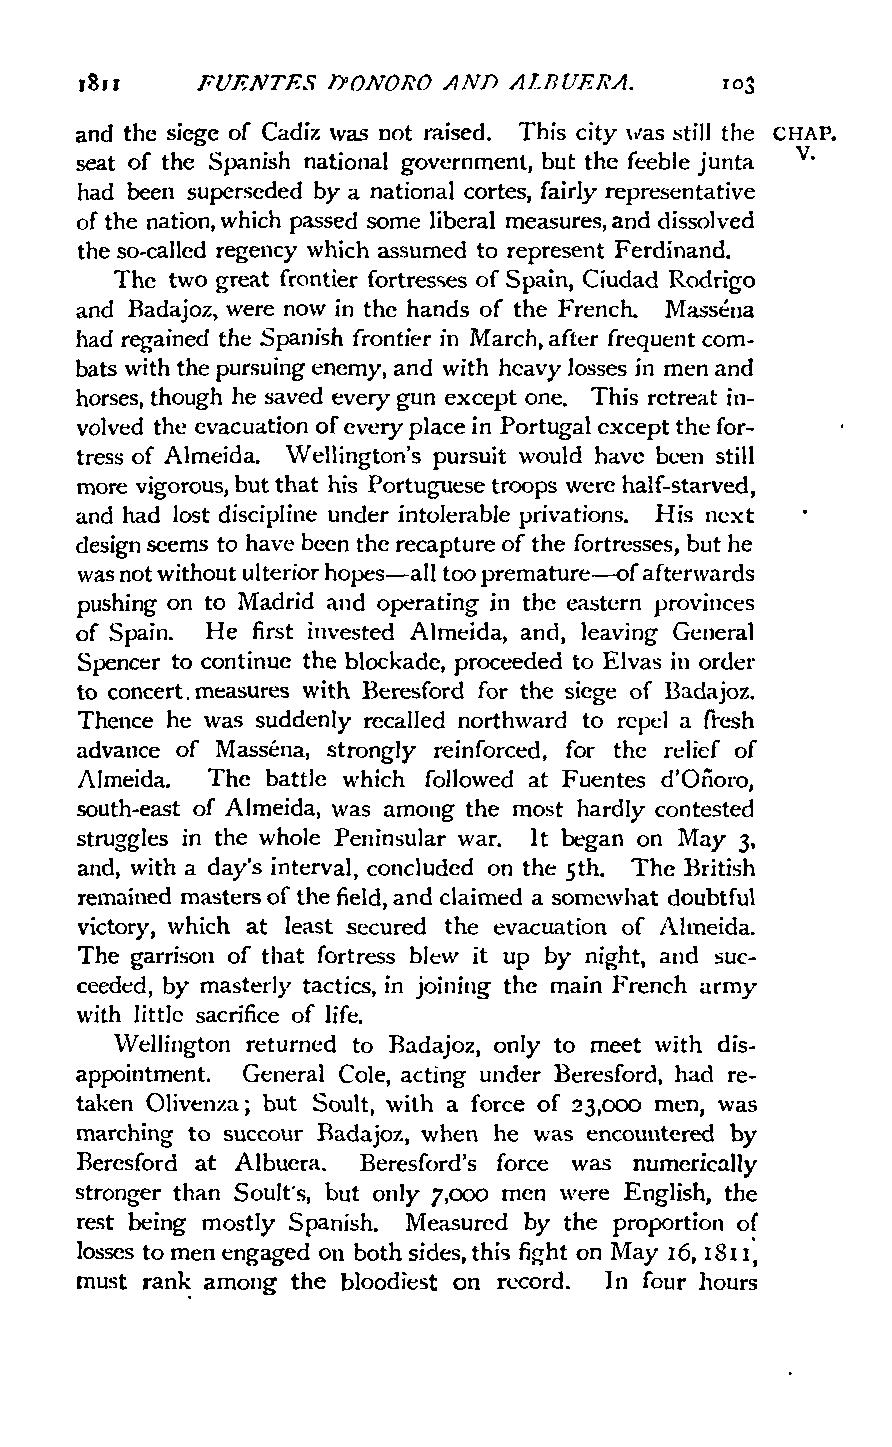 1811 FUENTES D'ONORO AND ALBUERA. 103
and the siege of Cadiz was not raised. This city was still the CHAP.
seat of the Spanish national government, but the feeble junta V.
had been superseded by a national cortes, fairly representative
of the nation, which passed some liberal measures, and dissolved
the so-called regency which assumed to represent Ferdinand.
The two great frontier fortresses of Spain, Ciudad Rodrigo
and Badajoz, were now in the hands of the French. Masséna
had regained the Spanish frontier in March, after frequent com-
bats with the pursuing enemy, and with heavy losses in men and
horses, though he saved every gun except one. This retreat in-
volved the evacuation of every place in Portugal except the for-
tress of Almeida. Wellington's pursuit would have been still
more vigorous, but that his Portuguese troops were half-starved,
and had lost discipline under intolerable privations. His next
design seems to have been the recapture of the fortresses, but he
was not without ulterior hopes—all too premature—of afterwards
pushing on to Madrid and operating in the eastern provinces
of Spain. He first invested Almeida, and, leaving General
Spencer to continue the blockade, proceeded to Elvas in order
to concert measures with Beresford for the siege of Badajoz.
Thence he was suddenly recalled northward to repel a fresh
advance of Masséna, strongly reinforced, for the relief of
Almeida. The battle which followed at Fuentes d'Oñoro,
south-east of Almeida, was among the most hardly contested
struggles in the whole Peninsular war. It began on May 3,
and, with a day's interval, concluded on the 5th. The British
remained masters of the field, and claimed a somewhat doubtful
victory, which at least secured the evacuation of Almeida.
The garrison of that fortress blew it up by night, and suc-
ceeded, by masterly tactics, in joining the main French army
with little sacrifice of life.
Wellington returned to Badajoz, only to meet with dis-
appointment. General Cole, acting under Beresford, had re-
taken Olivenza; but Soult, with a force of 23,000 men, was
marching to succour Badajoz, when he was encountered by
Beresford at Albuera. Beresford's force was numerically
stronger than Soult's, but only 7,000 men were English, the
rest being mostly Spanish. Measured by the proportion of
losses to men engaged on both sides, this fight on May 16, 1811,
must rank among the bloodiest on record. In four hours